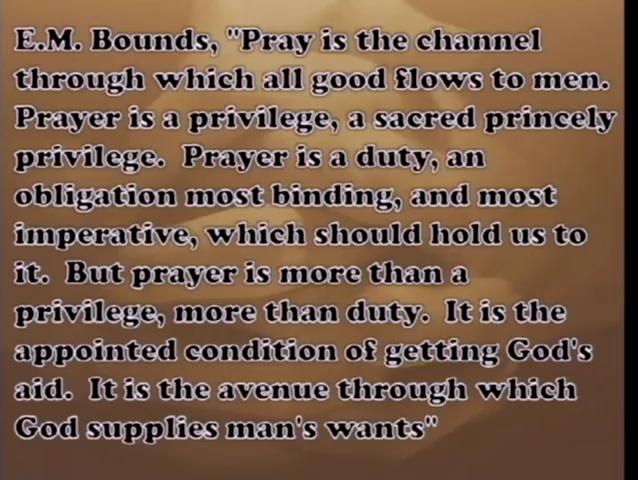 E.M. Bounds, "Pray is the channel
through which all good flows to men.
Prayer is a privilege, a sacred princely
privilege.  Prayer is a duty, an
obligation most binding, and most
imperative, which should hold us to
it.  But prayer is more than a
privilege, more than duty.  It is the
appointed condition of getting God's
aid.  It is the avenue through which
God supplies man's wants"